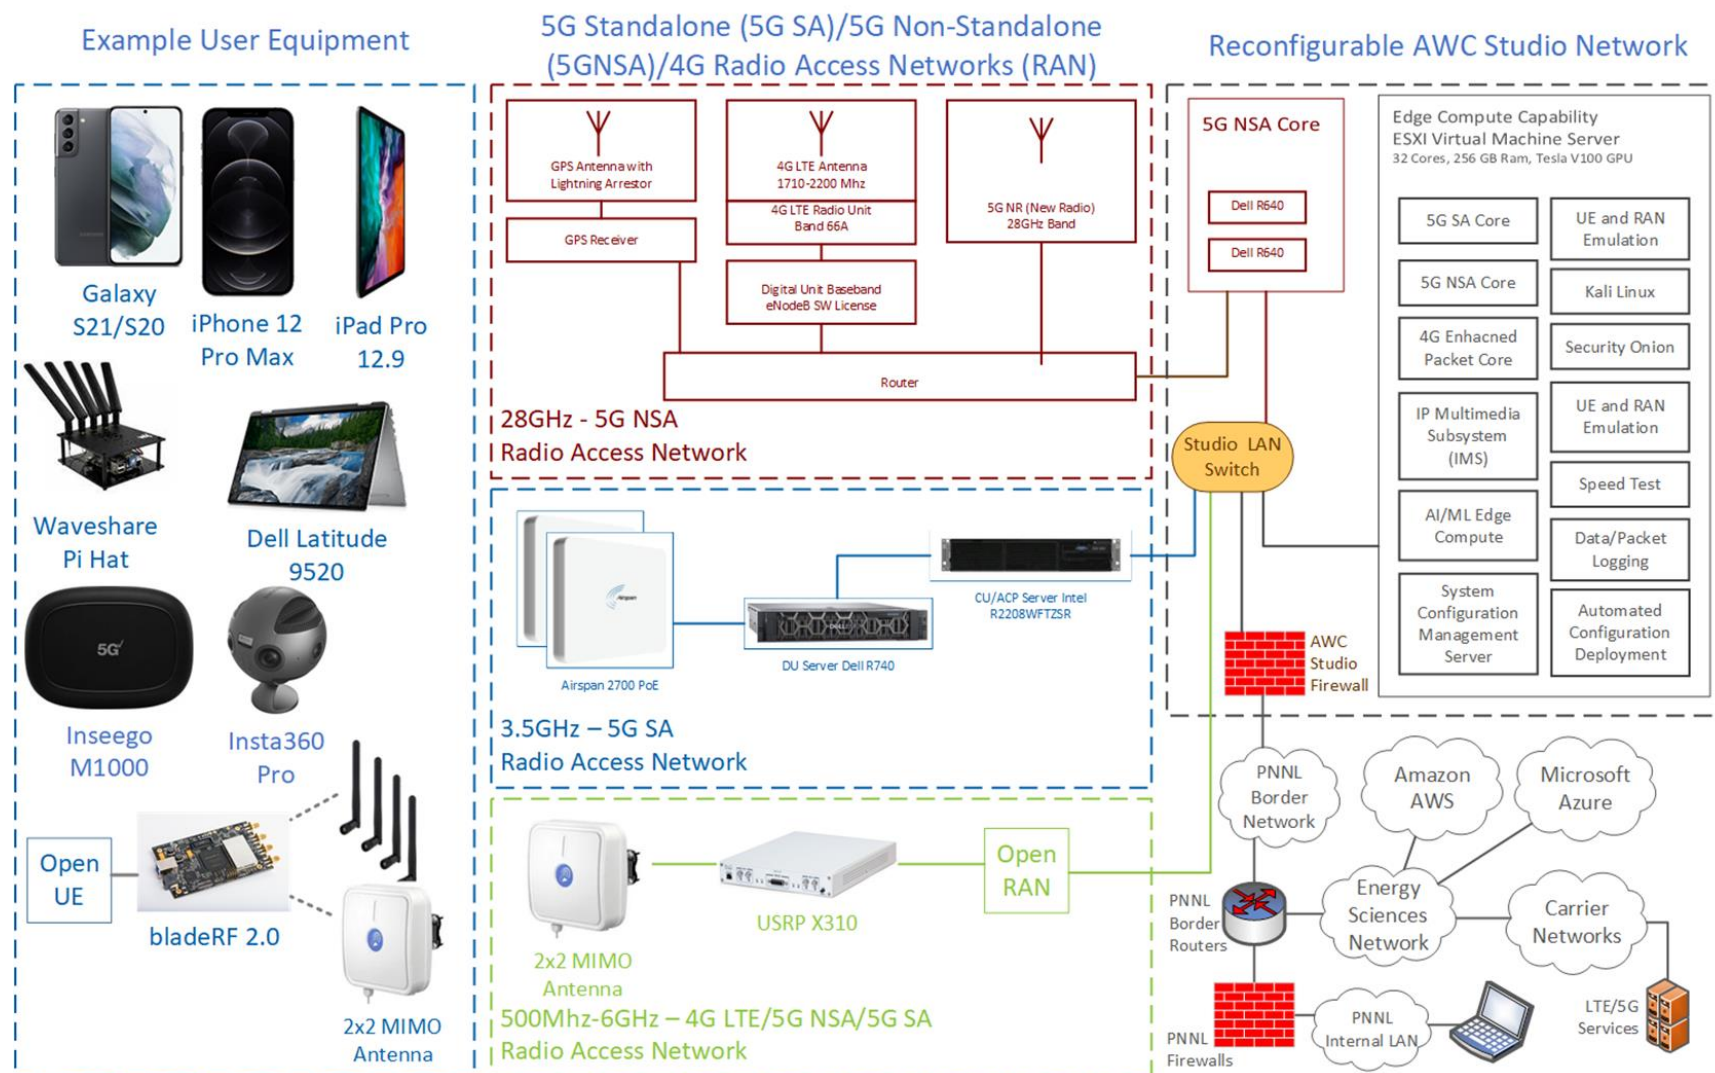 Example User Equipment
Galaxy
S21/S20
iPhone 12
Pro Max
iPad Pro
12.9
Waveshare
Pi Hat
Dell Latitude
9520
5G
Inseego
M1000
Insta360
Pro
Open
UE
bladeRF 2.0
2x2 MIMO
Antenna
5G Standalone (5G SA)/5G Non-Standalone
(5GNSA)/4G Radio Access Networks (RAN)
GPS Antenna with
Lightning Arrestor
GPS Receiver
4G LTE Antenna
1710-2200 Mhz
4G LTE Radio Unit
Band 66A
Digital Unit Baseband
eNodeB SW License
5G NR (New Radio)
28GHz Band
Router
28GHz - 5G NSA
Radio Access Network
Airspan
Airspan 2700 PoE
DELL
DU Server Dell R740
CU/ACP Server Intel
R2208WFTZSR
3.5GHz – 5G SA
Radio Access Network
2x2 MIMO
Antenna
USRP X310
Open
RAN
500Mhz-6GHz – 4G LTE/5G NSA/5G SA
Radio Access Network
Reconfigurable AWC Studio Network
5G NSA Core
Dell R640
Dell R640
Edge Compute Capability
ESXI Virtual Machine Server
32 Cores, 256 GB Ram, Tesla V100 GPU
5G SA Core
5G NSA Core
4G Enhacned
Packet Core
IP Multimedia
Subsystem
(IMS)
AI/ML Edge
Compute
System
Configuration
Management
Server
UE and RAN
Emulation
Kali Linux
Security Onion
UE and RAN
Emulation
Speed Test
Data/Packet
Logging
Automated
Configuration
Deployment
Studio LAN
Switch
AWC
Studio
Firewall
PNNL
Border
Network
Amazon
AWS
Microsoft
Azure
PNNL
Border
Routers
Energy
Sciences
Network
Carrier
Networks
PNNL
Firewalls
PNNL
Internal LAN
LTE/5G
Services